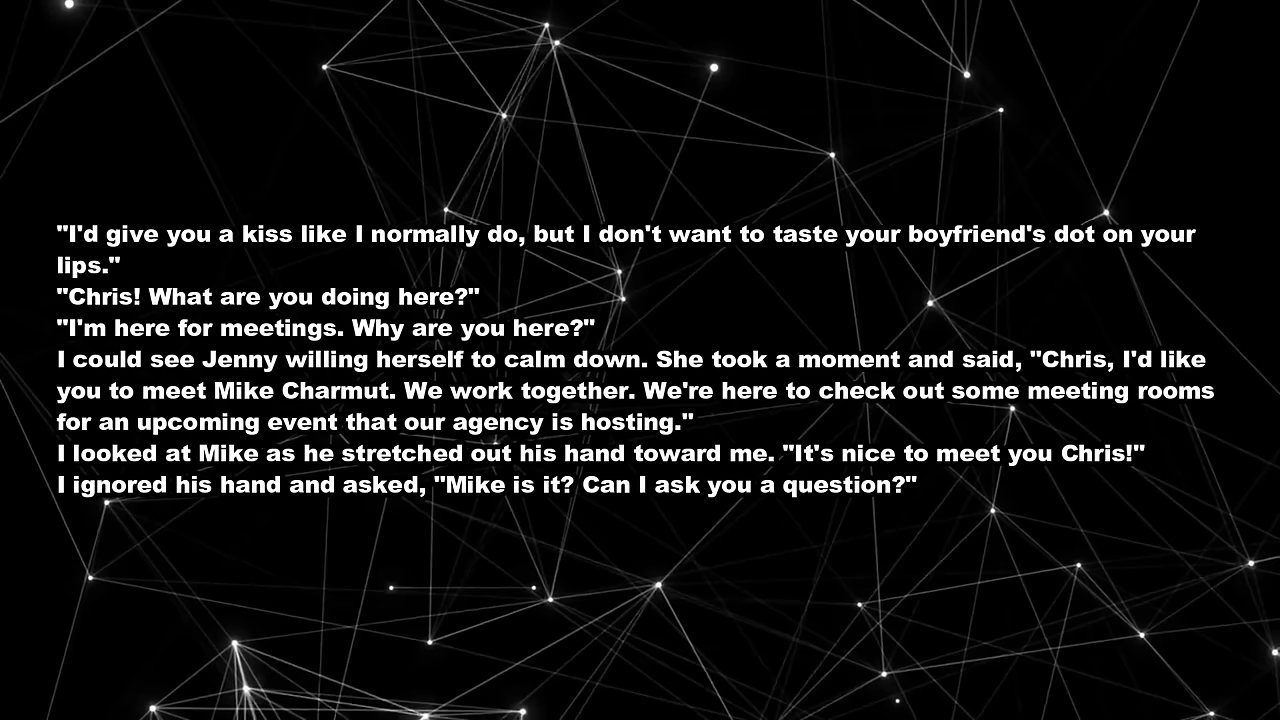 "I'd give you a kiss like I normally do, but I don't want to taste your boyfriend's dot on your
lips."
"Chris! What are you doing here?"
"I'm here for meetings. Why are you here?"
I could see Jenny willing herself to calm down. She took a moment and said, "Chris, I'd like
you to meet Mike Charmut. We work together. We're here to check out some meeting rooms
for an upcoming event that our agency is hosting."
I looked at Mike as he stretched out his hand toward me. "It's nice to meet you Chris!"
I ignored his hand and asked, "Mike is it? Can I ask you a question?"